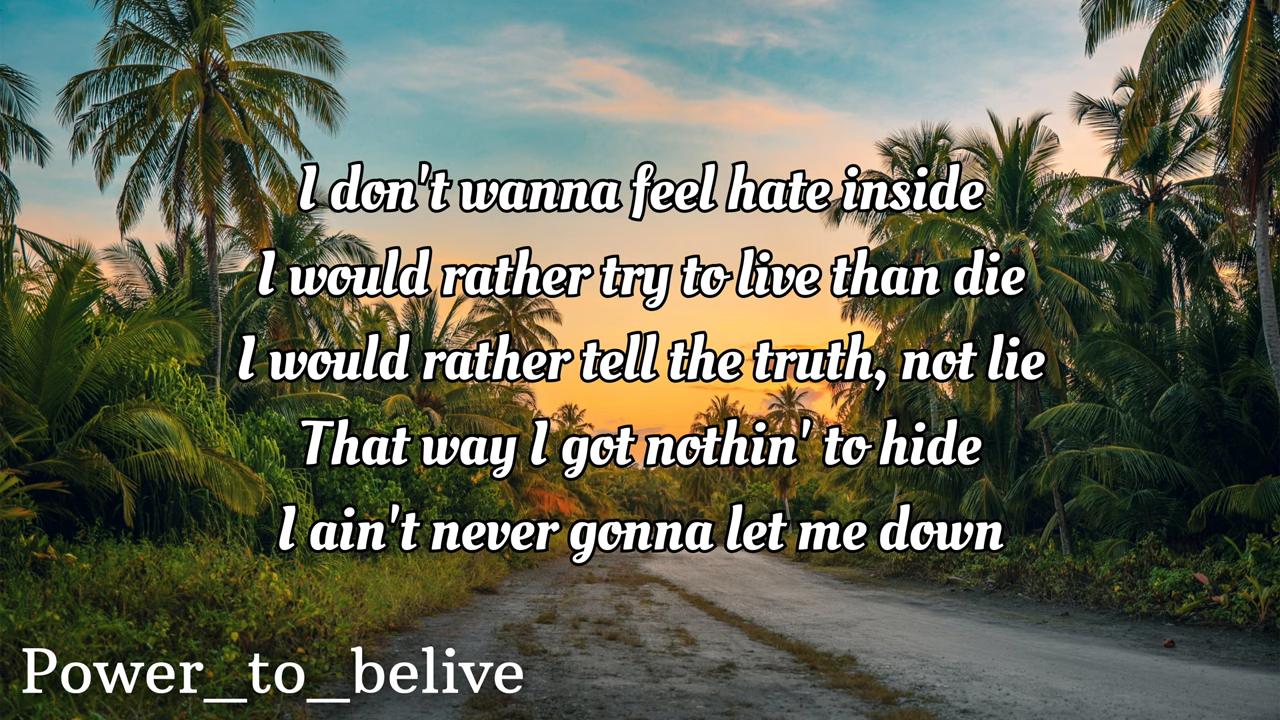 I don't wanna feel hate inside
I would rather try to live than die
I would rather tell the truth, not lie
That way I got nothin' to hide
I ain't never gonna let me down
Power_to_belive